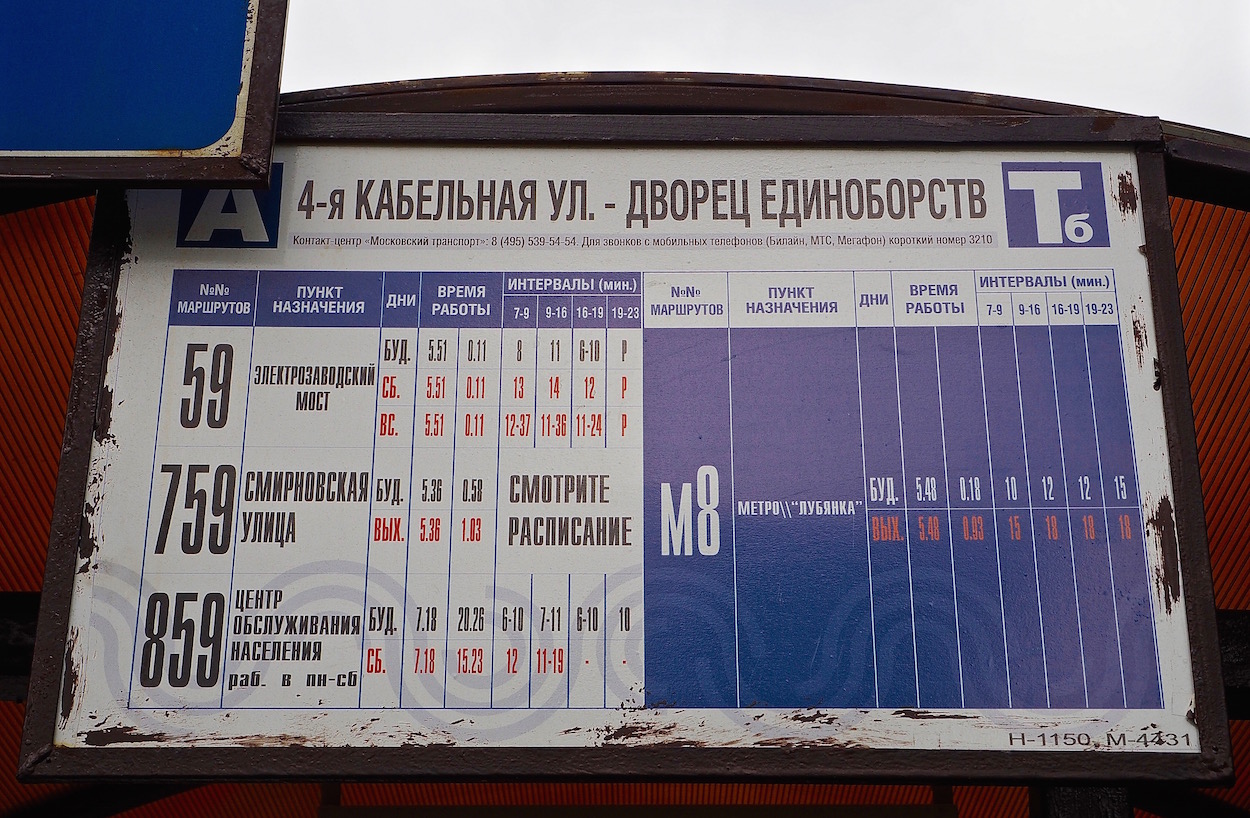 А 4-я КАБЕЛЬНАЯ УЛ. - ДВОРЕЦ ЕДИНОБОРСТВ Тб
Контакт-центр «Московский транспорт»: 8 (495) 539-54-54. Для звонков с мобильных телефонов (Билайн, МТС, Мегафон) короткий номер 3210
№№ МАРШРУТОВ
ПУНКТ НАЗНАЧЕНИЯ
ДНИ
ВРЕМЯ РАБОТЫ
ИНТЕРВАЛЫ (мин.)
7-9 9-16 16-19 19-23
59
ЭЛЕКТРОЗАВОДСКИЙ
МОСТ
БУД. 5.51 0.11 8 11 6-10 Р
СБ. 5.51 0.11 13 14 12 Р
ВС. 5.51 0.11 12-37 11-36 11-24 Р
759
СМИРНОВСКАЯ
УЛИЦА
БУД. 5.36 0.58
ВЫХ. 5.36 1.03
СМОТРИТЕ
РАСПИСАНИЕ
859
ЦЕНТР
ОБСЛУЖИВАНИЯ
НАСЕЛЕНИЯ
раб. в пн-сб
БУД. 7.18 20.26 6-10 7-11 6-10 10
СБ. 7.18 15.23 12 11-19 - -
№№ МАРШРУТОВ
ПУНКТ НАЗНАЧЕНИЯ
ДНИ
ВРЕМЯ РАБОТЫ
ИНТЕРВАЛЫ (мин.)
7-9 9-16 16-19 19-23
М8
МЕТРО\\"ЛУБЯНКА"
БУД. 5.48 0.18 10 12 12 15
ВЫХ. 5.48 15 18 18 18
Н-1150 М-4431